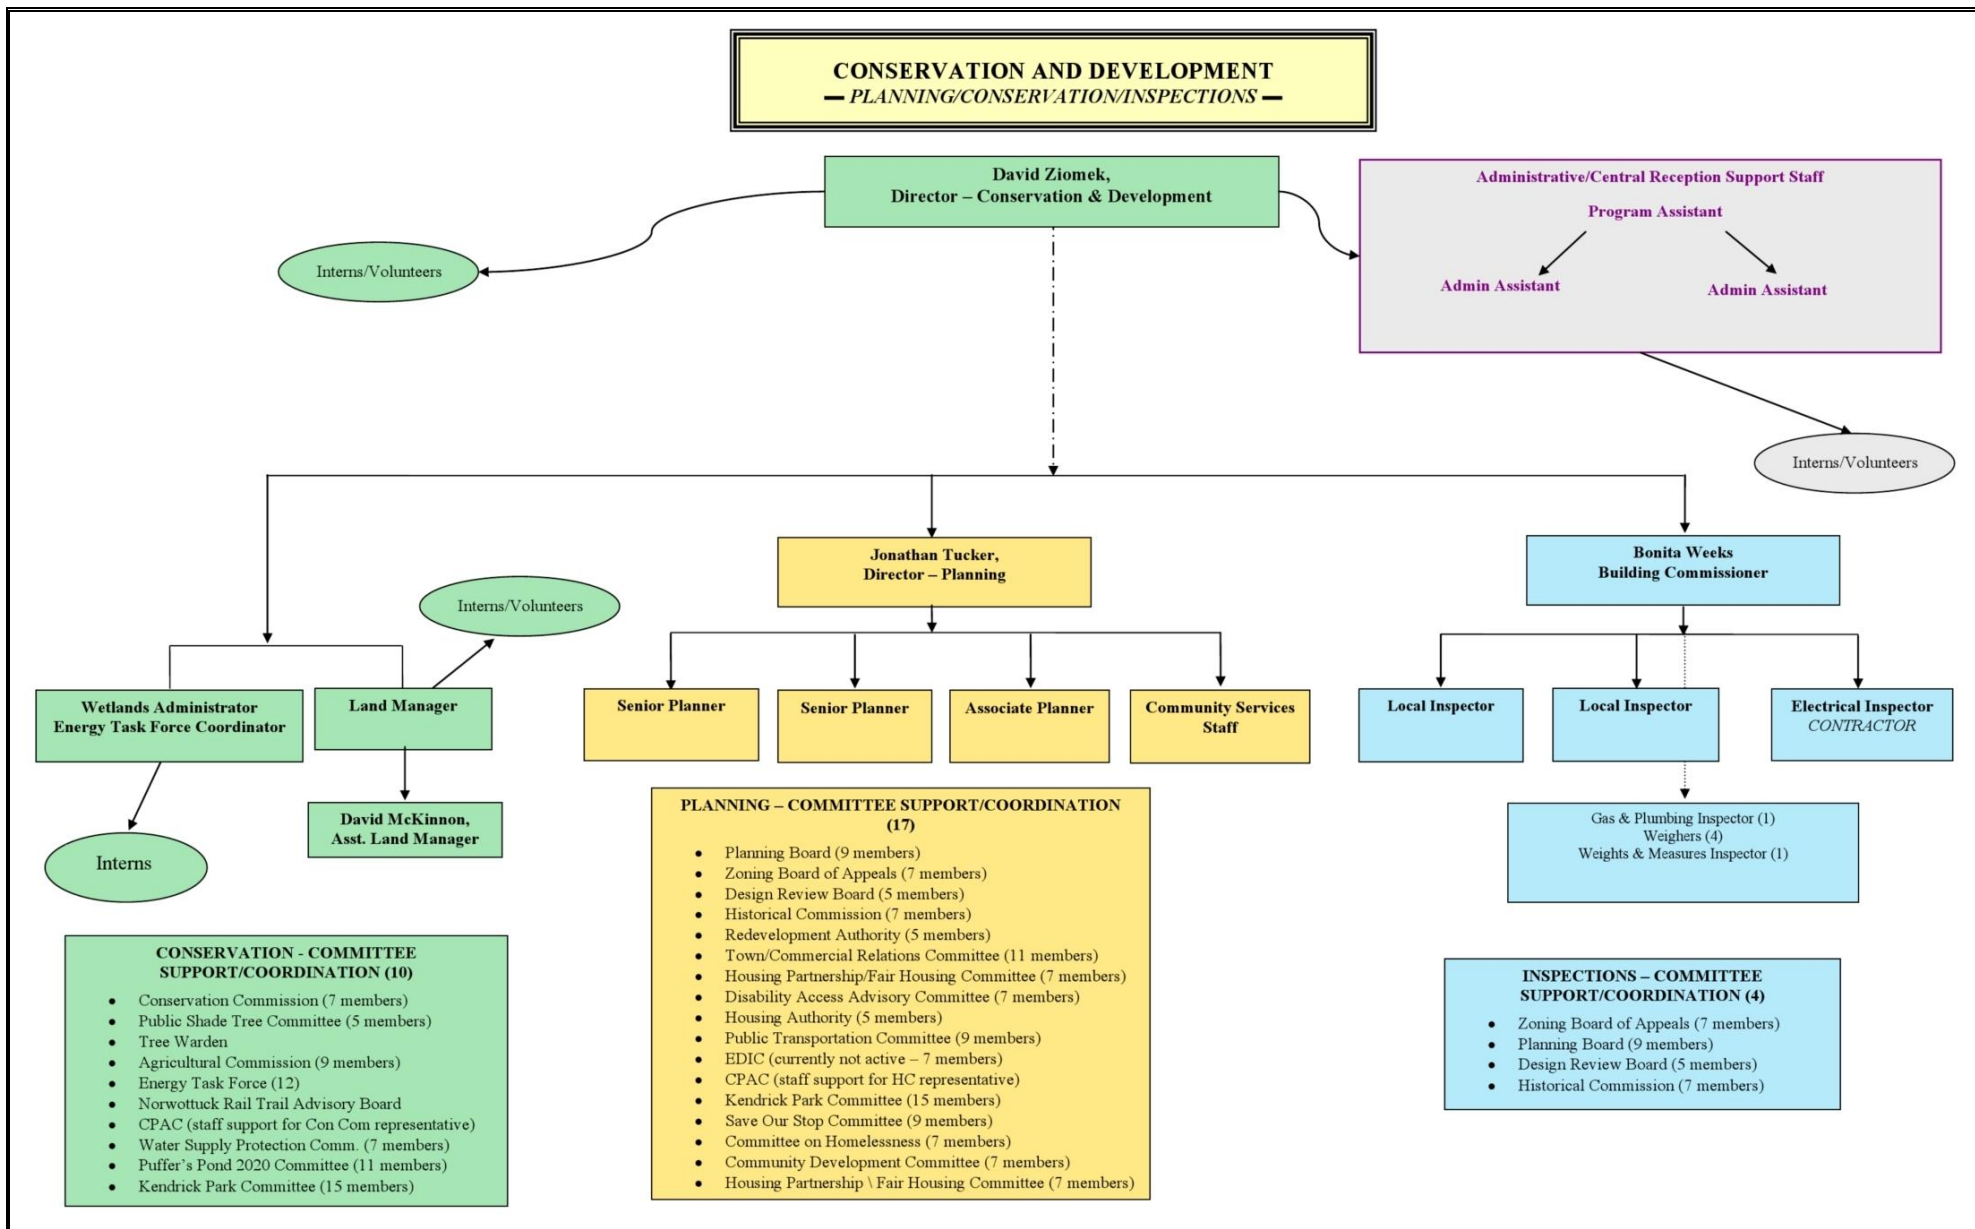 CONSERVATION AND DEVELOPMENT
— PLANNING/CONSERVATION/INSPECTIONS —
David Ziomek,
Director – Conservation & Development
Administrative/Central Reception Support Staff
Program Assistant
Admin Assistant
Admin Assistant
Interns/Volunteers
Interns/Volunteers
Jonathan Tucker,
Director – Planning
Bonita Weeks
Building Commissioner
Interns/Volunteers
Wetlands Administrator
Energy Task Force Coordinator
Land Manager
Senior Planner
Senior Planner
Associate Planner
Community Services
Staff
Local Inspector
Local Inspector
Electrical Inspector
CONTRACTOR
David McKinnon,
Asst. Land Manager
Interns
Gas & Plumbing Inspector (1)
Weighers (4)
Weights & Measures Inspector (1)
CONSERVATION - COMMITTEE
SUPPORT/COORDINATION (10)
• Conservation Commission (7 members)
• Public Shade Tree Committee (5 members)
• Tree Warden
• Agricultural Commission (9 members)
• Energy Task Force (12)
• Norwottuck Rail Trail Advisory Board
• CPAC (staff support for Con Com representative)
• Water Supply Protection Comm. (7 members)
• Puffer's Pond 2020 Committee (11 members)
• Kendrick Park Committee (15 members)
PLANNING – COMMITTEE SUPPORT/COORDINATION
(17)
• Planning Board (9 members)
• Zoning Board of Appeals (7 members)
• Design Review Board (5 members)
• Historical Commission (7 members)
• Redevelopment Authority (5 members)
• Town/Commercial Relations Committee (11 members)
• Housing Partnership/Fair Housing Committee (7 members)
• Disability Access Advisory Committee (7 members)
• Housing Authority (5 members)
• Public Transportation Committee (9 members)
• EDIC (currently not active – 7 members)
• CPAC (staff support for HC representative)
• Kendrick Park Committee (15 members)
• Save Our Stop Committee (9 members)
• Committee on Homelessness (7 members)
• Community Development Committee (7 members)
• Housing Partnership \ Fair Housing Committee (7 members)
INSPECTIONS – COMMITTEE
SUPPORT/COORDINATION (4)
• Zoning Board of Appeals (7 members)
• Planning Board (9 members)
• Design Review Board (5 members)
• Historical Commission (7 members)